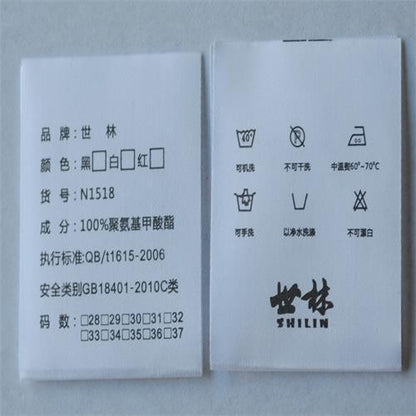 品 牌:世 林
颜 色:黑□白□红□
货 号:N1518
成 分:100%聚氨基甲酸酯
执行标准:QB/t1615-2006
安全类别GB18401-2010C类
码 数:□28□29□30□31□32
□33□34□35□36□37
40°
可机洗 不可干洗 中温熨60°~70℃
可手洗 以净水洗涤 不可漂白
世林
SHILIN